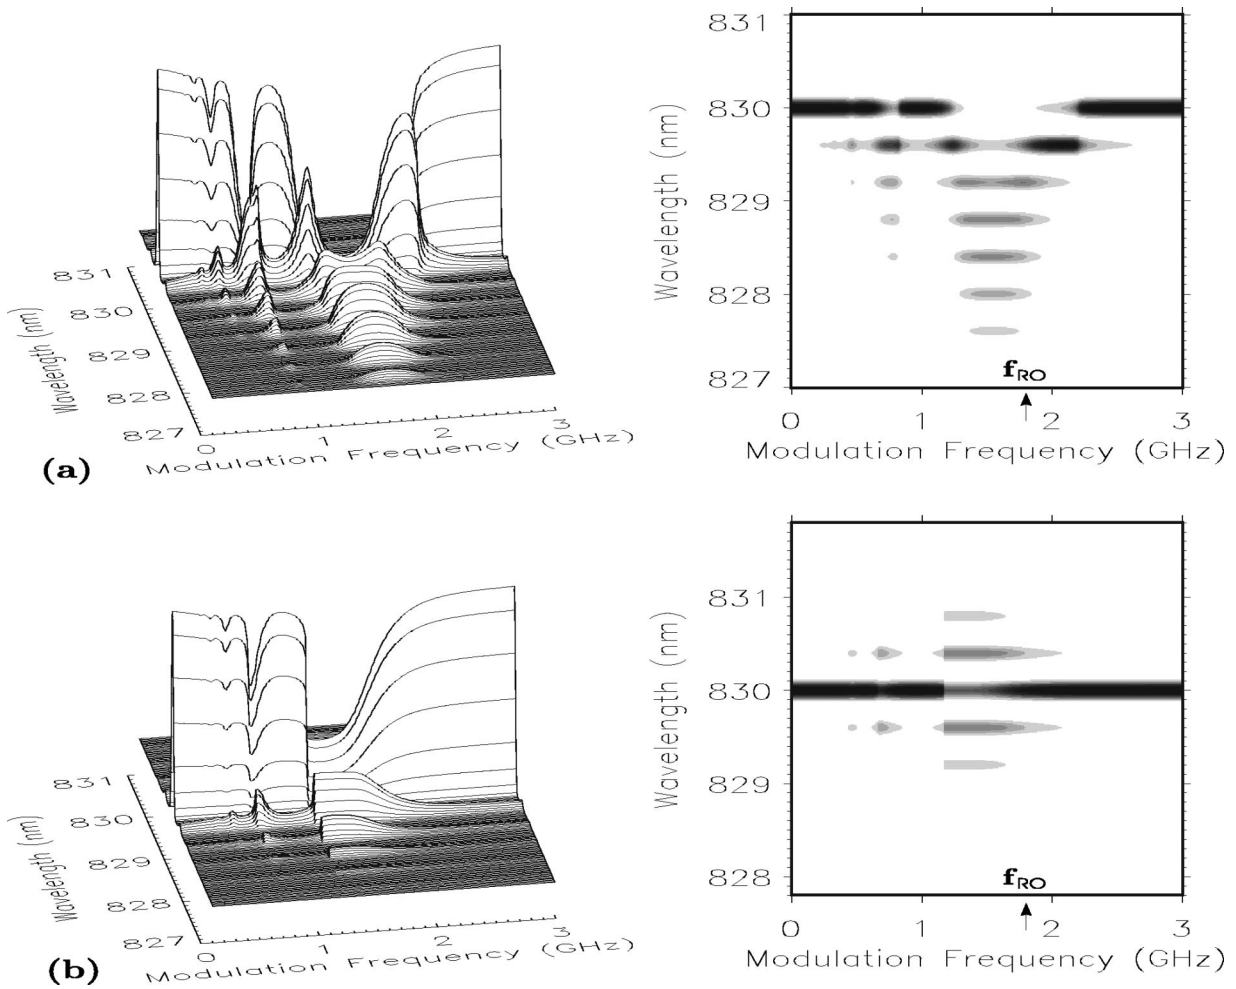 831
830
829
828
827
Wavelength (nm)
0
1
2
3
Modulation Frequency (GHz)
(a)
831
830
829
828
827
Wavelength (nm)
f_RO
0
1
2
3
Modulation Frequency (GHz)
831
830
829
828
827
Wavelength (nm)
0
1
2
3
Modulation Frequency (GHz)
(b)
831
830
829
828
Wavelength (nm)
f_RO
0
1
2
3
Modulation Frequency (GHz)